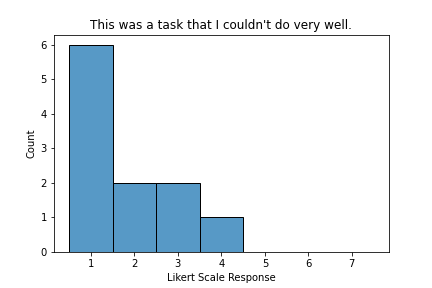 This was a task that I couldn't do very well.
6
5
4
3
2
1
0
Count
1 2 3 4 5 6 7
Likert Scale Response